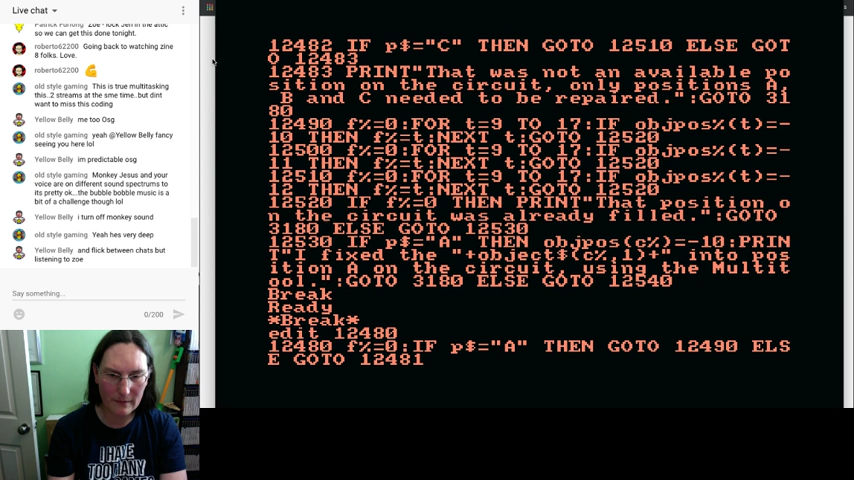 Live chat
Patrick Furlong Zoe - lock Jen in the attic
so we can get this done tonight.
roberto62200 Going back to watching zine
8 folks. Love.
roberto62200 💪
old style gaming This is true multitasking
this..2 streams at the sme time..but dint
want to miss this coding
Yellow Belly me too Osg
old style gaming yeah @Yellow Belly fancy
seeing you here lol
Yellow Belly im predictable osg
old style gaming Monkey Jesus and your
voice are on different sound spectrums to
its pretty ok...the bubble bobble music is a
bit of a challenge though lol
Yellow Belly i turn off monkey sound
old style gaming Yeah hes very deep
Yellow Belly and flick between chats but
listening to zoe
Say something...
0/200
I HAVE
TOO MANY
GAMES
12482 IF p$="C" THEN GOTO 12510 ELSE GOT
O 12483
12483 PRINT"That was not an available po
sition on the circuit, only positions A,
 B and C needed to be repaired.":GOTO 31
80
12490 f%=0:FOR t=9 TO 17:IF objpos%(t)=-
10 THEN f%=t:NEXT t:GOTO 12520
12500 f%=0:FOR t=9 TO 17:IF objpos%(t)=-
11 THEN f%=t:NEXT t:GOTO 12520
12510 f%=0:FOR t=9 TO 17:IF objpos%(t)=-
12 THEN f%=t:NEXT t:GOTO 12520
12520 IF f%=0 THEN PRINT"That position o
n the circuit was already filled.":GOTO
3180 ELSE GOTO 12530
12530 IF p$="A" THEN objpos(c%)=-10:PRIN
T"I fixed the "+object$(c%,1)+" into pos
ition A on the circuit, using the Multit
ool.":GOTO 3180 ELSE GOTO 12540
Break
Ready
*Break*
edit 12480
12480 f%=0:IF p$="A" THEN GOTO 12490 ELS
E GOTO 12481